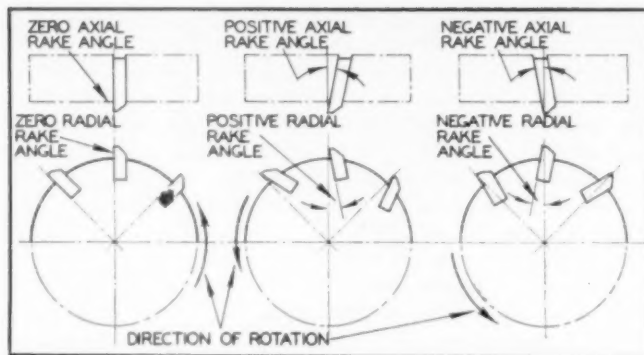 ZERO AXIAL
RAKE ANGLE
POSITIVE AXIAL
RAKE ANGLE
NEGATIVE AXIAL
RAKE ANGLE
ZERO RADIAL
RAKE
ANGLE
POSITIVE RADIAL
RAKE
ANGLE
NEGATIVE RADIAL
RAKE
ANGLE
DIRECTION OF ROTATION